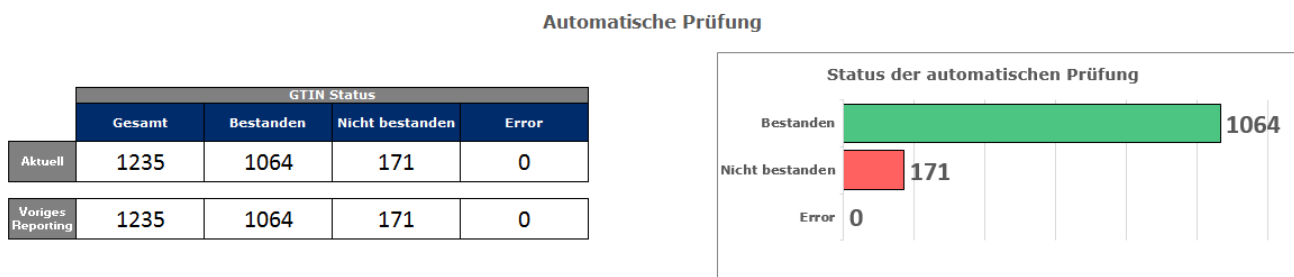 Automatische Prüfung
GTIN Status
Gesamt Bestanden Nicht bestanden Error
Aktuell 1235 1064 171 0
Voriges
Reporting 1235 1064 171 0
Status der automatischen Prüfung
Bestanden 1064
Nicht bestanden 171
Error 0